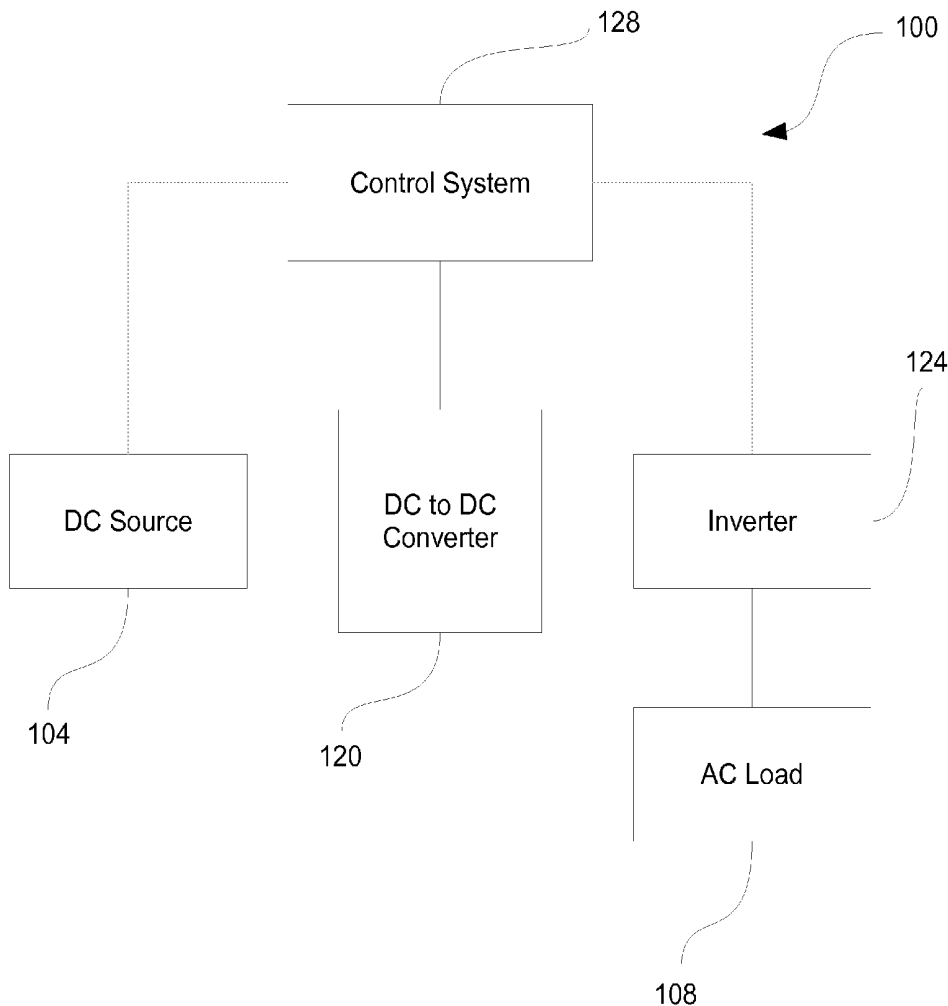 128
100
Control System
124
DC Source
DC to DC
Converter
Inverter
104
120
AC Load
108